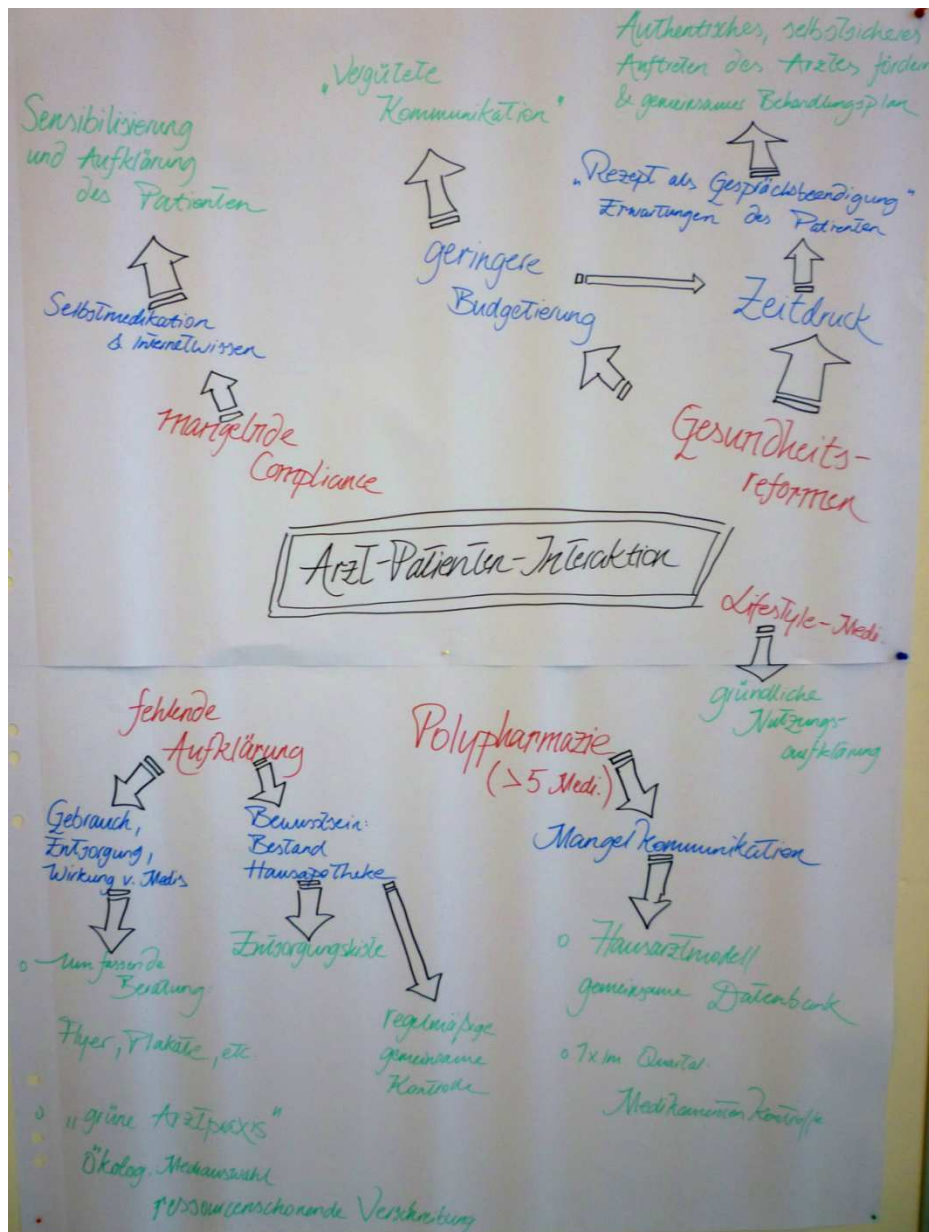 Authentisches, selbstsicheres
Auftreten des Arztes fördern
& gemeinsamer Behandlungsplan
„Vergütete
Kommunikation"
Sensibilisierung
und Aufklärung
des Patienten
„Rezept als Gesprächsbeendigung"
Erwartungen des Patienten
geringere
Budgetierung
Zeitdruck
Selbstmedikation
& Internetwissen
mangelnde
Compliance
Gesundheits-
reformen
Arzt-Patienten-Interaktion
Lifestyle-Medi.
gründliche
Nutzungs-
aufklärung
fehlende
Aufklärung
Polypharmazie
(>5 Medi.)
Gebrauch,
Entsorgung,
Wirkung v. Medis
Bewusstsein:
Bestand
Hausapotheke
Mangel Kommunikation
o umfassende
Beratung:
Flyer, Plakate, etc.
Entsorgungskiste
regelmäßige
gemeinsame
Kontrolle
o Hausarztmodell
gemeinsame Datenbank
o 1x im Quartal
Medikamenten Kontrolle
o „grüne Arztpraxis"
Ökolog. Mediauswahl
ressourcenschonende Verschreibung